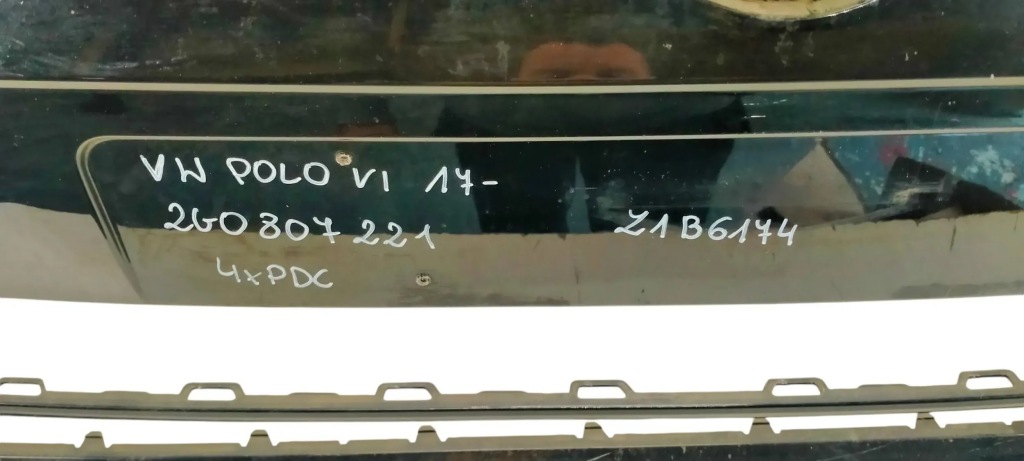 VW POLO VI 17-
2G0807221 Z1B6174
4xPDC